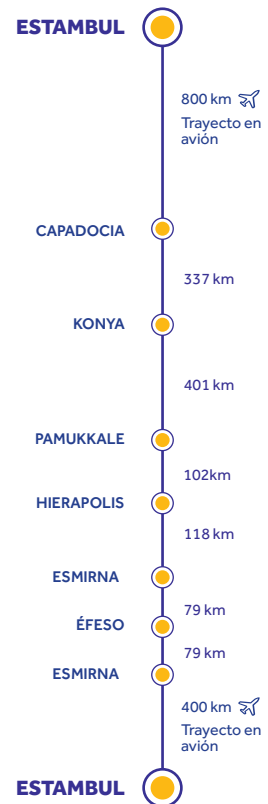 ESTAMBUL
800 km
Trayecto en
avión
CAPADOCIA
337 km
KONYA
401 km
PAMUKKALE
102km
HIERAPOLIS
118 km
ESMIRNA
79 km
ÉFESO
79 km
ESMIRNA
400 km
Trayecto en
avión
ESTAMBUL